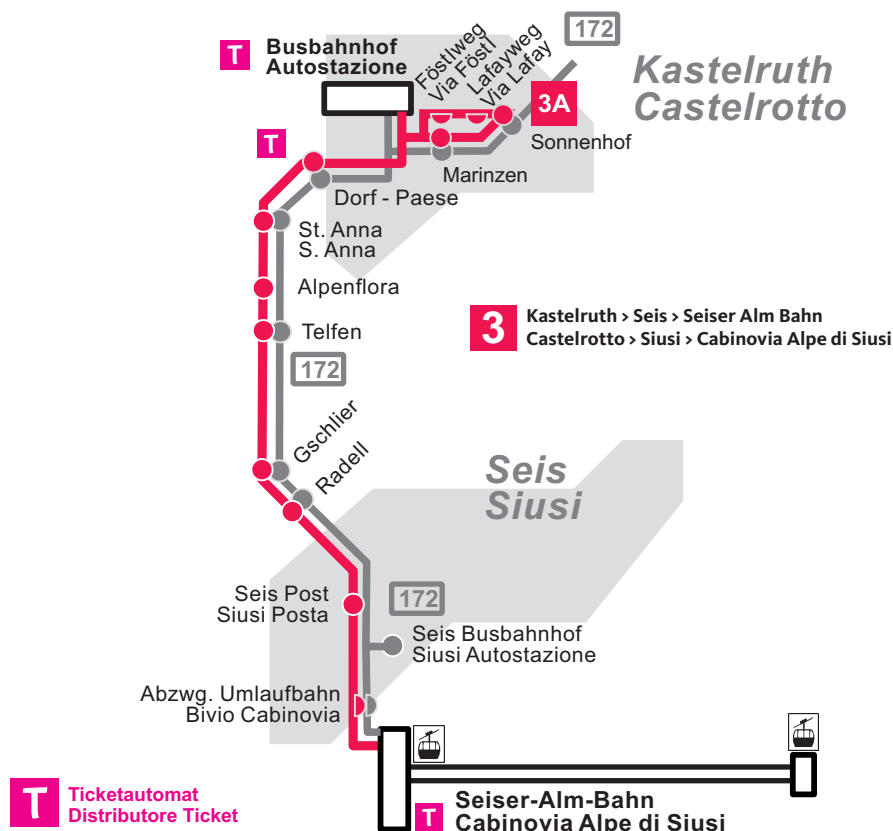 172
T
Busbahnhof
Autostazione
Föstlweg
Via Föstl
Lafayweg
Via Lafay
Kastelruth
Castelrotto
3A
T
Sonnenhof
Marinzen
Dorf - Paese
St. Anna
S. Anna
Alpenflora
3
Kastelruth › Seis › Seiser Alm Bahn
Castelrotto › Siusi › Cabinovia Alpe di Siusi
Telfen
172
Gschlier
Radell
Seis
Siusi
Seis Post
Siusi Posta
172
Seis Busbahnhof
Siusi Autostazione
Abzwg. Umlaufbahn
Bivio Cabinovia
T
Ticketautomat
Distributore Ticket
T
Seiser-Alm-Bahn
Cabinovia Alpe di Siusi